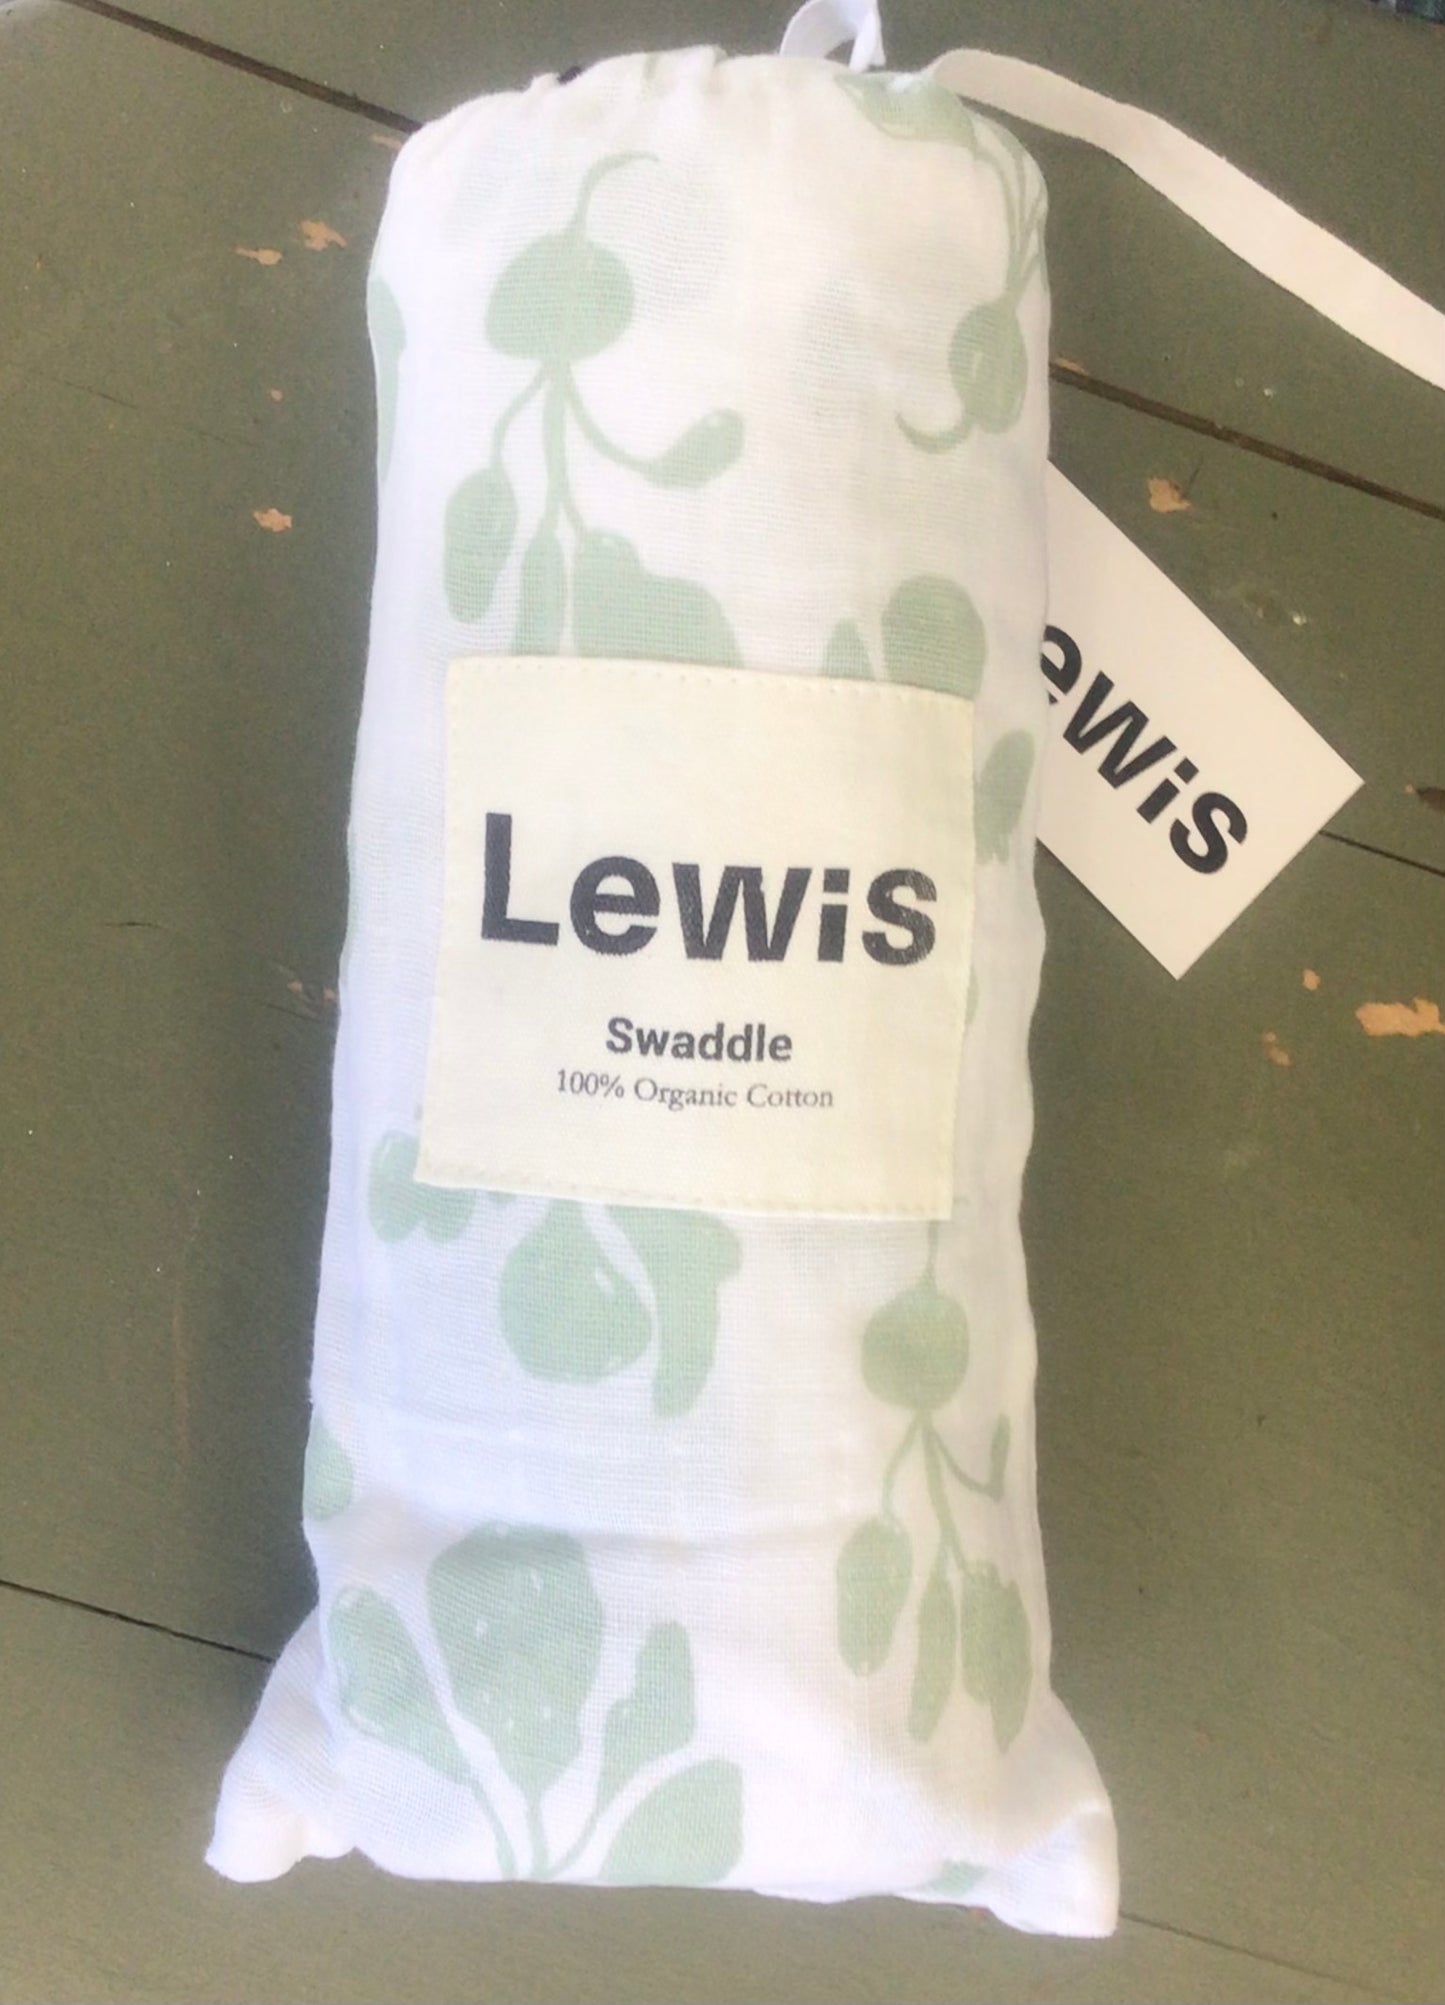 Lewis
Swaddle
100% Organic Cotton
ewis